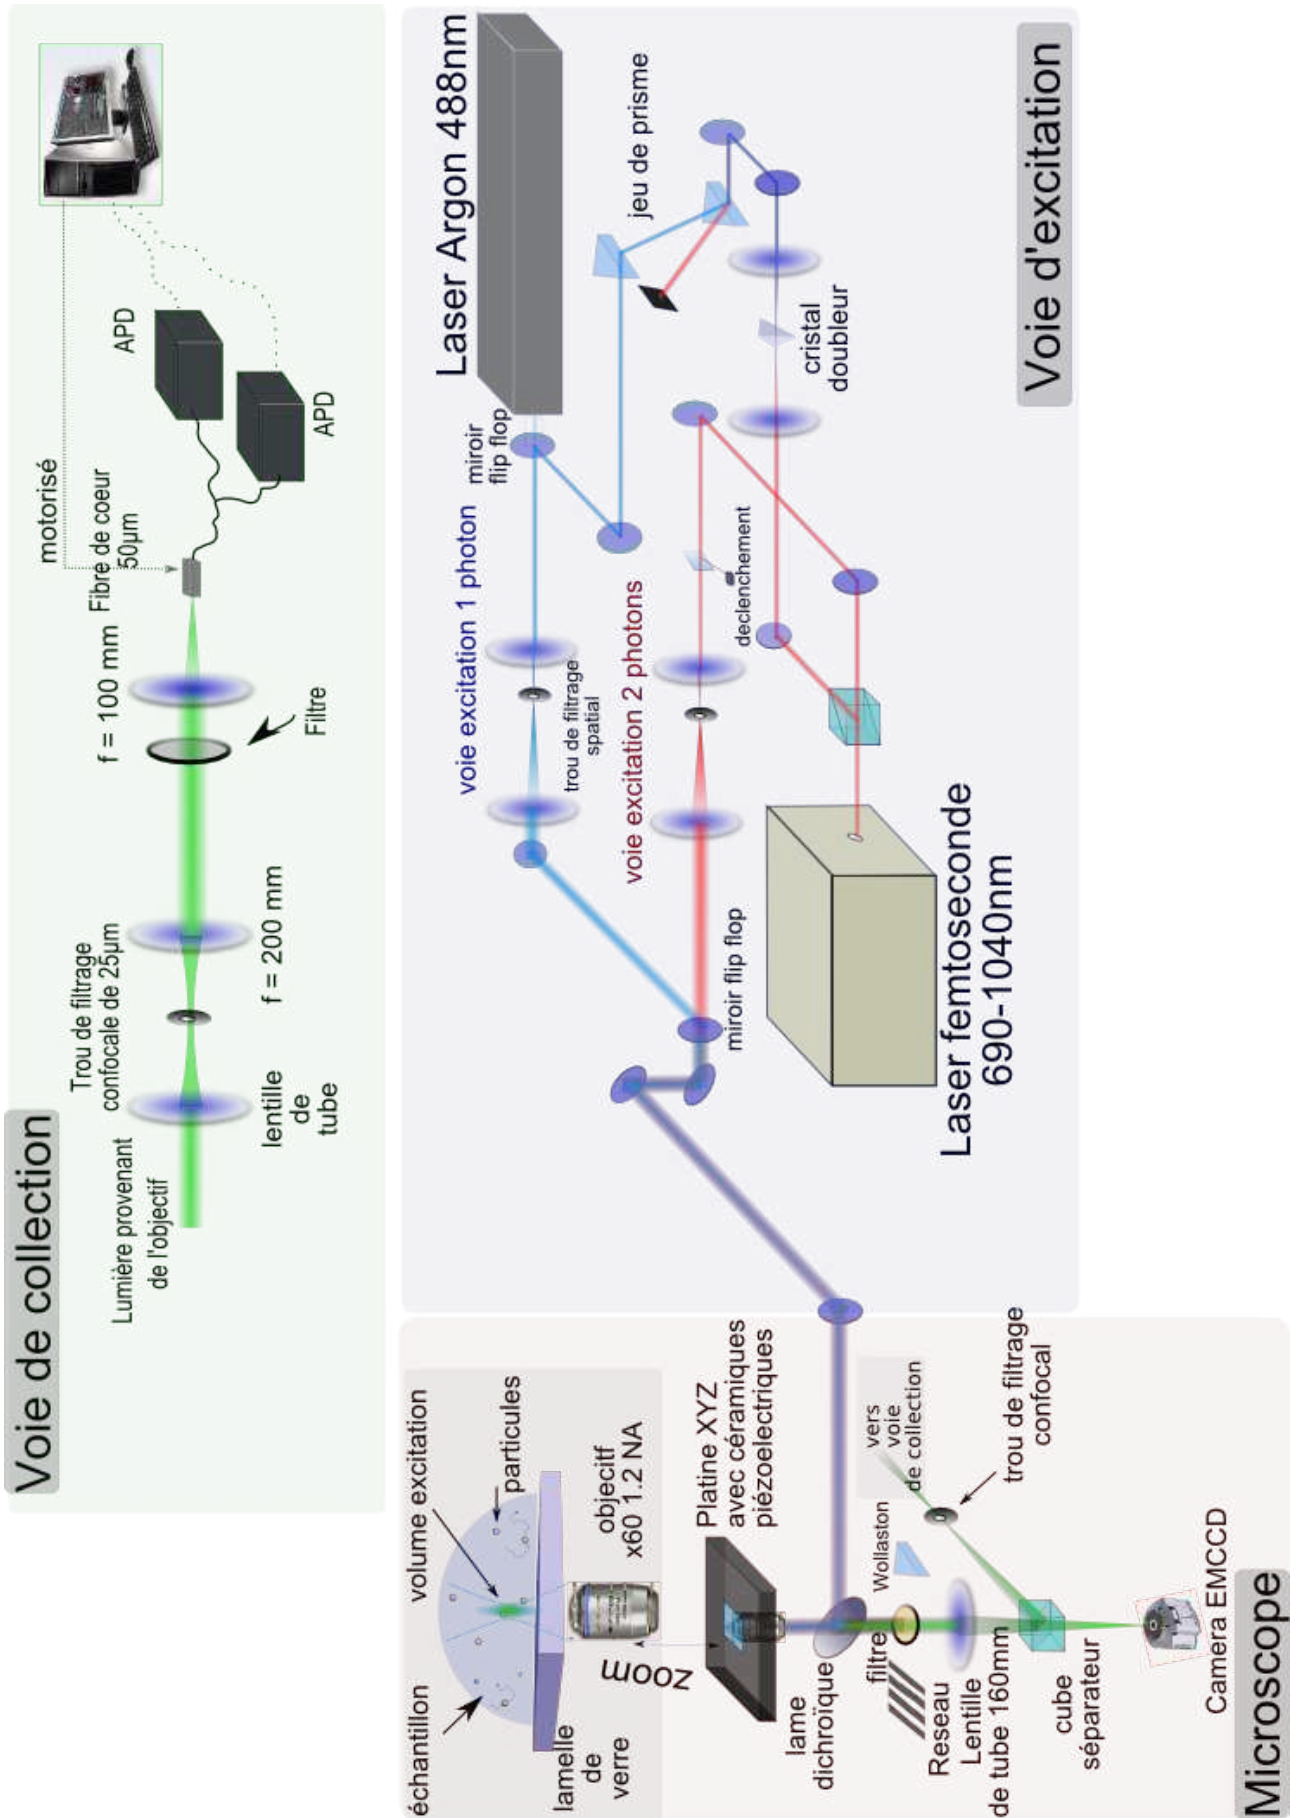 Voie de collection
Lumière provenant
de l'objectif
Trou de filtrage
confocale de 25µm
lentille
de
tube
f = 200 mm
f = 100 mm
Filtre
motorisé
Fibre de coeur
50µm
APD
APD
Microscope
échantillon
volume excitation
particules
lamelle
de
verre
zoom
objecitf
x60 1.2 NA
Platine XYZ
avec céramiques
piézoelectriques
lame
dichroïque
filtre
Reseau
Wollaston
vers
voie
de collection
Lentille
de tube 160mm
cube
séparateur
trou de filtrage
confocal
Camera EMCCD
Voie d'excitation
Laser Argon 488nm
miroir
flip flop
jeu de prisme
voie excitation 1 photon
trou de filtrage
spatial
voie excitation 2 photons
declenchement
cristal
doubleur
miroir flip flop
Laser femtoseconde
690-1040nm